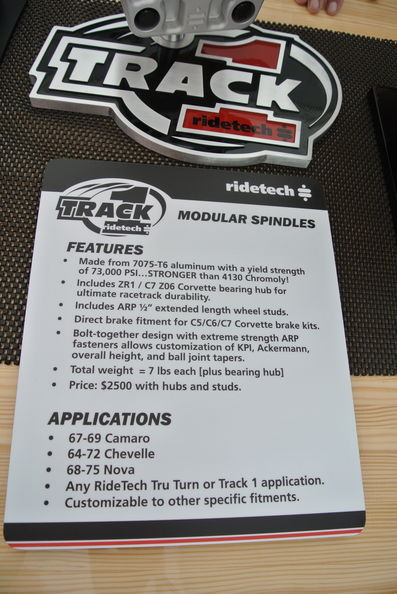 TRACK 1
ridetech
ridetech
TRACK 1
ridetech
MODULAR SPINDLES
FEATURES
• Made from 7075-T6 aluminum with a yield strength
of 73,000 PSI...STRONGER than 4130 Chromoly!
• Includes ZR1 / C7 Z06 Corvette bearing hub for
ultimate racetrack durability.
• Includes ARP ½" extended length wheel studs.
• Direct brake fitment for C5/C6/C7 Corvette brake kits.
• Bolt-together design with extreme strength ARP
fasteners allows customization of KPI, Ackermann,
overall height, and ball joint tapers.
• Total weight = 7 lbs each [plus bearing hub]
• Price: $2500 with hubs and studs.
APPLICATIONS
• 67-69 Camaro
• 64-72 Chevelle
• 68-75 Nova
• Any RideTech Tru Turn or Track 1 application.
• Customizable to other specific fitments.